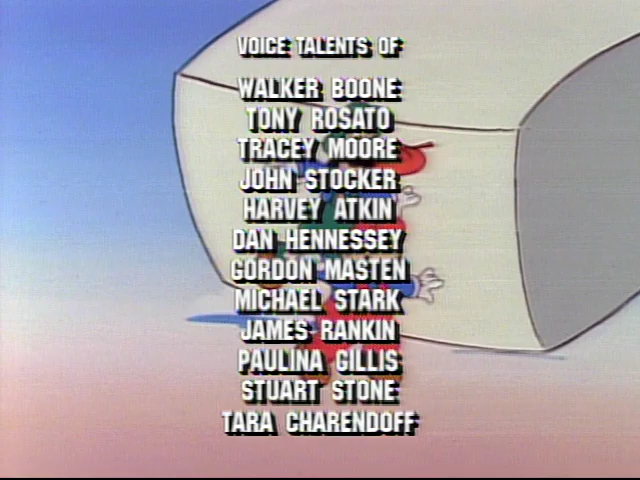 VOICE TALENTS OF
WALKER BOONE
TONY ROSATO
TRACEY MOORE
JOHN STOCKER
HARVEY ATKIN
DAN HENNESSEY
GORDON MASTEN
MICHAEL STARK
JAMES RANKIN
PAULINA GILLIS
STUART STONE
TARA CHARENDOFF